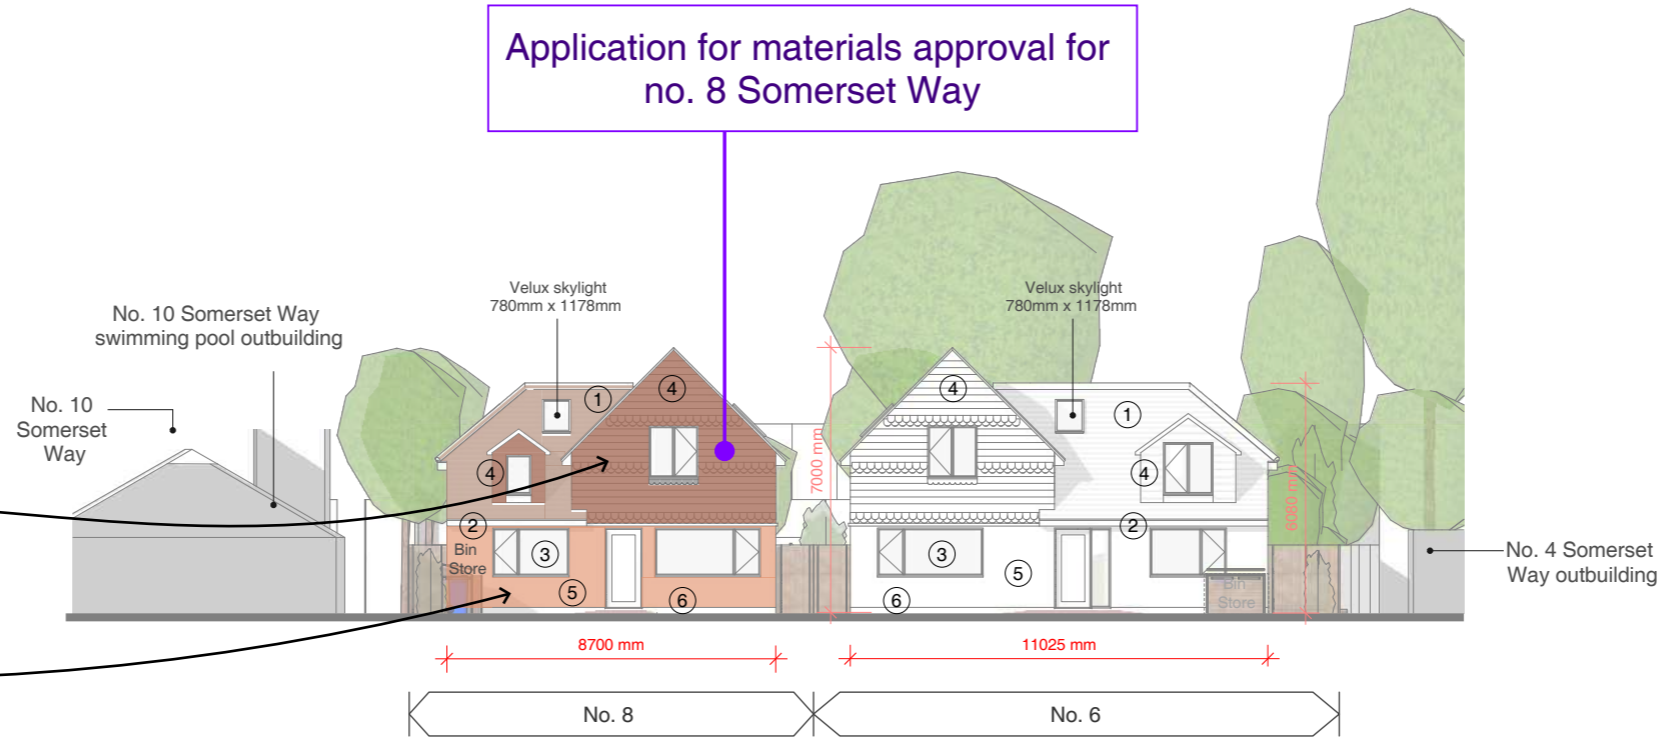 Application for materials approval for
no. 8 Somerset Way
Velux skylight
780mm x 1178mm
Velux skylight
780mm x 1178mm
No. 10 Somerset Way
swimming pool outbuilding
No. 10
Somerset
Way
7000 mm
6080 mm
1
4
4
2
3
5
6
Bin
Store
4
1
4
2
3
5
6
Bin
Store
No. 4 Somerset
Way outbuilding
8700 mm
11025 mm
No. 8
No. 6